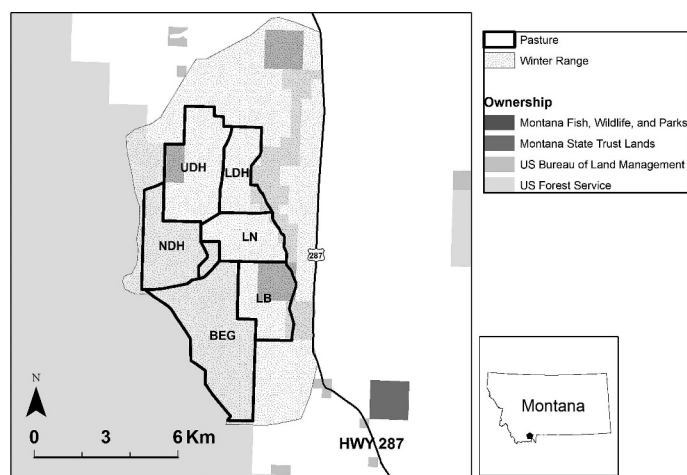 UDH
LDH
NDH
LN
287
LB
BEG
N
0 3 6 Km
HWY 287
Pasture
Winter Range
Ownership
Montana Fish, Wildlife, and Parks
Montana State Trust Lands
US Bureau of Land Management
US Forest Service
Montana